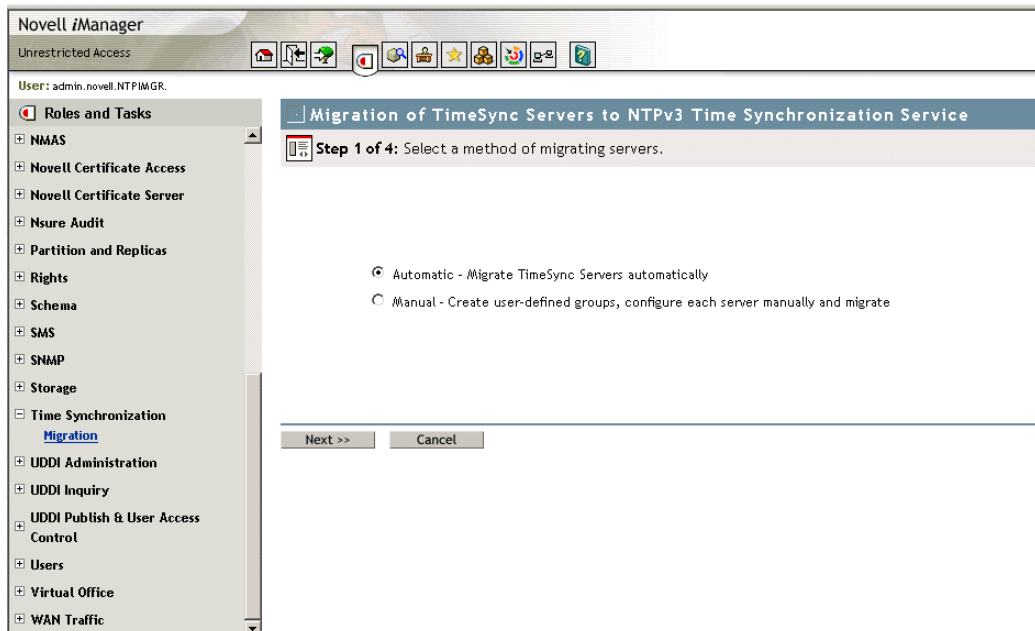 Novell iManager
Unrestricted Access
User: admin.novell.NTPIMGR.
Roles and Tasks
NMAS
Novell Certificate Access
Novell Certificate Server
Nsure Audit
Partition and Replicas
Rights
Schema
SMS
SNMP
Storage
Time Synchronization
Migration
UDDI Administration
UDDI Inquiry
UDDI Publish & User Access
Control
Users
Virtual Office
WAN Traffic
Migration of TimeSync Servers to NTPv3 Time Synchronization Service
Step 1 of 4: Select a method of migrating servers.
Automatic - Migrate TimeSync Servers automatically
Manual - Create user-defined groups, configure each server manually and migrate
Next >>
Cancel